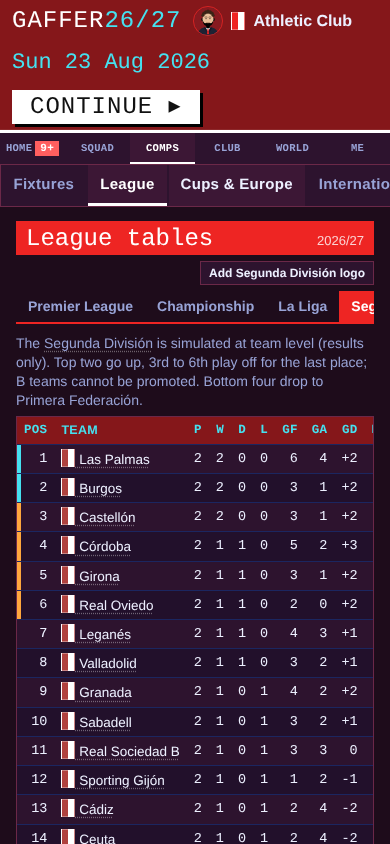 GAFFER26/27 Athletic Club
Sun 23 Aug 2026
CONTINUE ►
HOME 9+ SQUAD COMPS CLUB WORLD ME
Fixtures League Cups & Europe Internatio
League tables 2026/27
Add Segunda División logo
Premier League Championship La Liga Seg
The Segunda División is simulated at team level (results
only). Top two go up, 3rd to 6th play off for the last place;
B teams cannot be promoted. Bottom four drop to
Primera Federación.
POS TEAM P W D L GF GA GD
1 Las Palmas 2 2 0 0 6 4 +2
2 Burgos 2 2 0 0 3 1 +2
3 Castellón 2 2 0 0 3 1 +2
4 Córdoba 2 1 1 0 5 2 +3
5 Girona 2 1 1 0 3 1 +2
6 Real Oviedo 2 1 1 0 2 0 +2
7 Leganés 2 1 1 0 4 3 +1
8 Valladolid 2 1 1 0 3 2 +1
9 Granada 2 1 0 1 4 2 +2
10 Sabadell 2 1 0 1 3 2 +1
11 Real Sociedad B 2 1 0 1 3 3 0
12 Sporting Gijón 2 1 0 1 1 2 -1
13 Cádiz 2 1 0 1 2 4 -2
14 Ceuta 2 1 0 1 2 4 -2